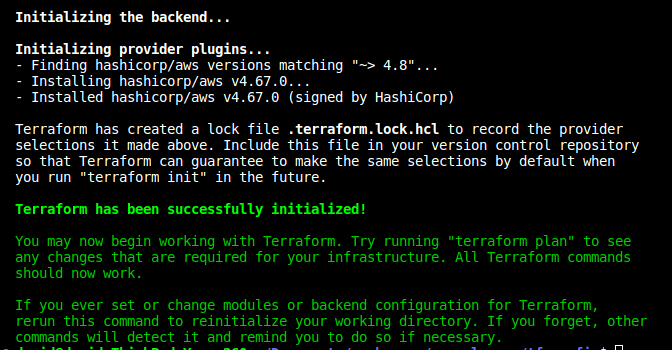 Initializing the backend...
Initializing provider plugins...
- Finding hashicorp/aws versions matching "~> 4.8"...
- Installing hashicorp/aws v4.67.0...
- Installed hashicorp/aws v4.67.0 (signed by HashiCorp)
Terraform has created a lock file .terraform.lock.hcl to record the provider
selections it made above. Include this file in your version control repository
so that Terraform can guarantee to make the same selections by default when
you run "terraform init" in the future.
Terraform has been successfully initialized!
You may now begin working with Terraform. Try running "terraform plan" to see
any changes that are required for your infrastructure. All Terraform commands
should now work.
If you ever set or change modules or backend configuration for Terraform,
rerun this command to reinitialize your working directory. If you forget, other
commands will detect it and remind you to do so if necessary.